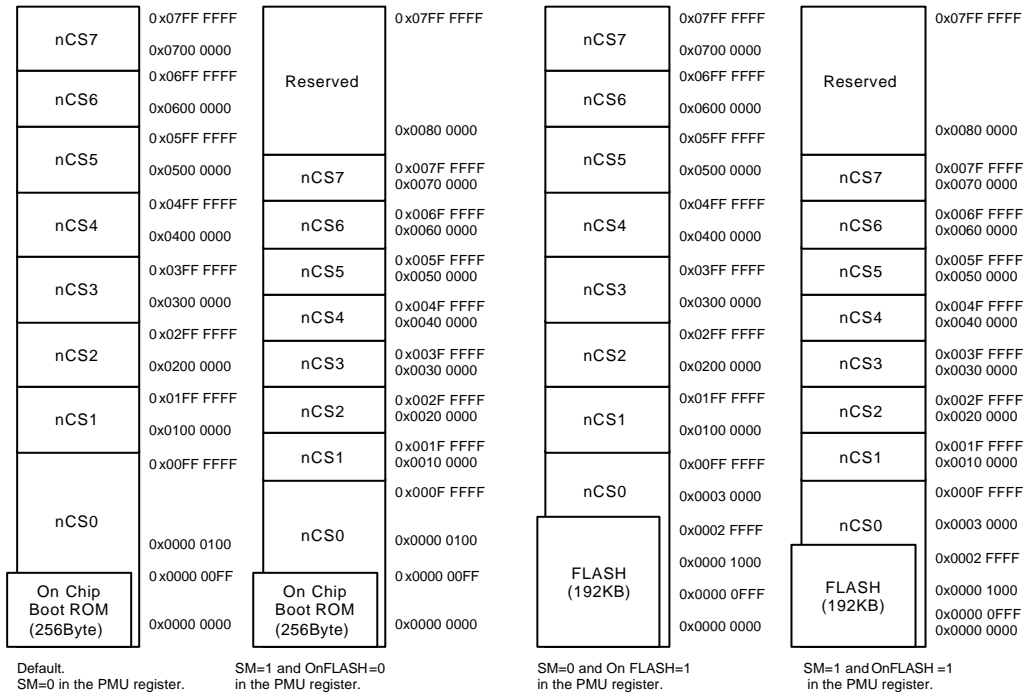 nCS7
0x07FF FFFF
0x0700 0000
nCS6
0x06FF FFFF
0x0600 0000
nCS5
0x05FF FFFF
0x0500 0000
nCS4
0x04FF FFFF
0x0400 0000
nCS3
0x03FF FFFF
0x0300 0000
nCS2
0x02FF FFFF
0x0200 0000
nCS1
0x01FF FFFF
0x0100 0000
nCS0
0x00FF FFFF
0x0000 0100
On Chip
Boot ROM
(256Byte)
0x0000 00FF
0x0000 0000
Default.
SM=0 in the PMU register.
Reserved
0x07FF FFFF
0x0080 0000
nCS7
0x007F FFFF
0x0070 0000
nCS6
0x006F FFFF
0x0060 0000
nCS5
0x005F FFFF
0x0050 0000
nCS4
0x004F FFFF
0x0040 0000
nCS3
0x003F FFFF
0x0030 0000
nCS2
0x002F FFFF
0x0020 0000
nCS1
0x001F FFFF
0x0010 0000
nCS0
0x000F FFFF
0x0000 0100
On Chip
Boot ROM
(256Byte)
0x0000 00FF
0x0000 0000
SM=1 and OnFLASH=0
in the PMU register.
nCS7
0x07FF FFFF
0x0700 0000
nCS6
0x06FF FFFF
0x0600 0000
nCS5
0x05FF FFFF
0x0500 0000
nCS4
0x04FF FFFF
0x0400 0000
nCS3
0x03FF FFFF
0x0300 0000
nCS2
0x02FF FFFF
0x0200 0000
nCS1
0x01FF FFFF
0x0100 0000
nCS0
0x00FF FFFF
0x0003 0000
FLASH
(192KB)
0x0002 FFFF
0x0000 1000
0x0000 0FFF
0x0000 0000
SM=0 and On FLASH=1
in the PMU register.
Reserved
0x07FF FFFF
0x0080 0000
nCS7
0x007F FFFF
0x0070 0000
nCS6
0x006F FFFF
0x0060 0000
nCS5
0x005F FFFF
0x0050 0000
nCS4
0x004F FFFF
0x0040 0000
nCS3
0x003F FFFF
0x0030 0000
nCS2
0x002F FFFF
0x0020 0000
nCS1
0x001F FFFF
0x0010 0000
nCS0
0x000F FFFF
0x0003 0000
FLASH
(192KB)
0x0002 FFFF
0x0000 1000
0x0000 0FFF
0x0000 0000
SM=1 and OnFLASH =1
in the PMU register.